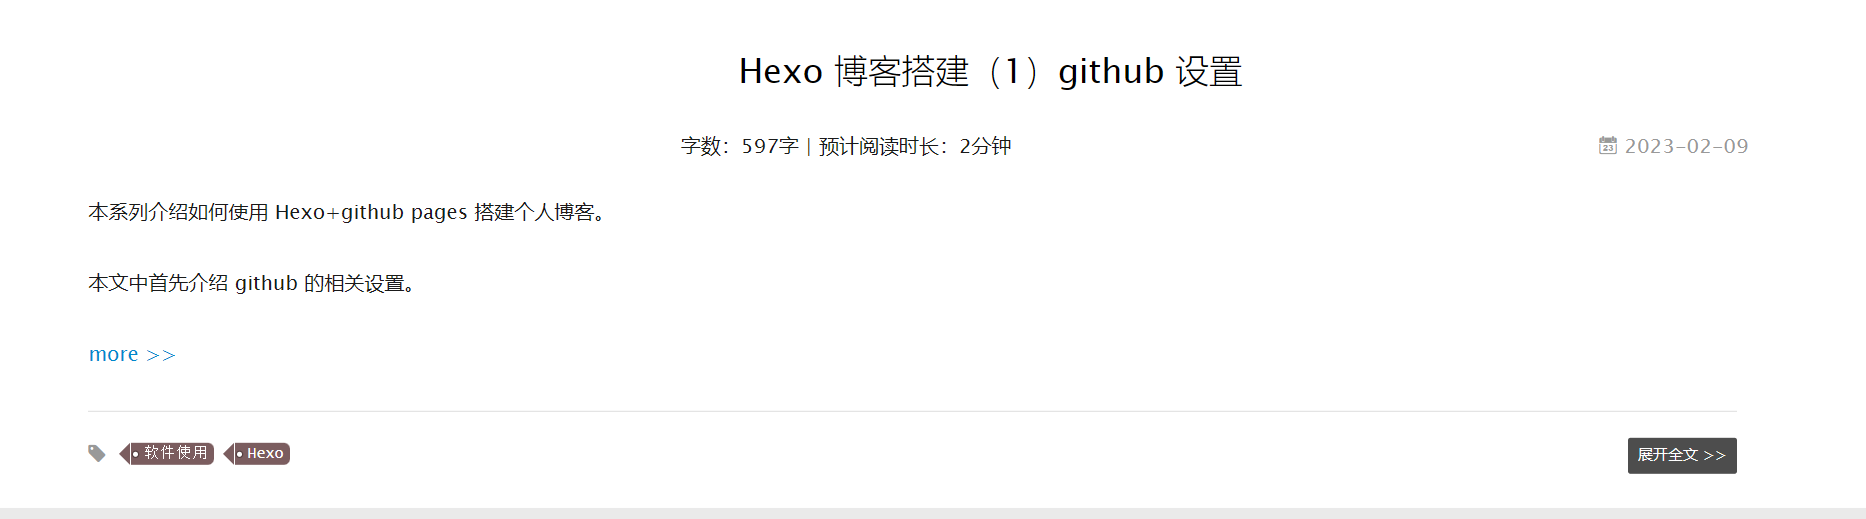 Hexo 博客搭建（1）github 设置
字数：597字 | 预计阅读时长：2分钟
23 2023-02-09
本系列介绍如何使用 Hexo+github pages 搭建个人博客。
本文中首先介绍 github 的相关设置。
more >>
软件使用 Hexo
展开全文 >>